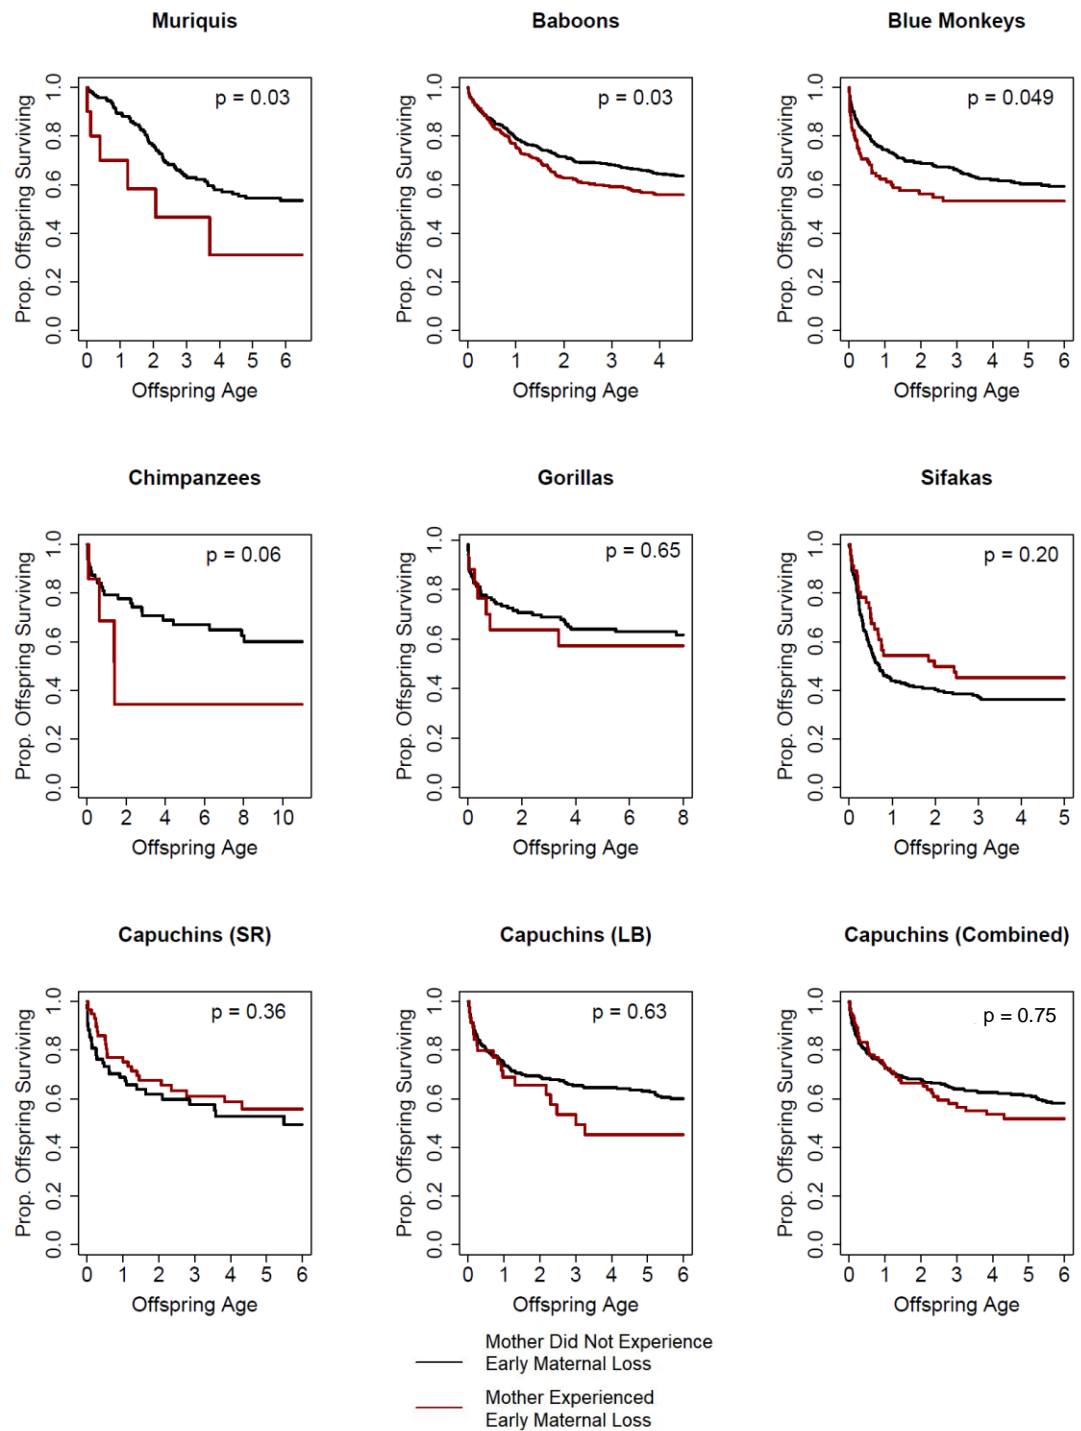 Muriquis
Baboons
Blue Monkeys
Prop. Offspring Surviving
0.0 0.2 0.4 0.6 0.8 1.0
p = 0.03
0 1 2 3 4 5 6
Offspring Age
Prop. Offspring Surviving
0.0 0.2 0.4 0.6 0.8 1.0
p = 0.03
0 1 2 3 4
Offspring Age
Prop. Offspring Surviving
0.0 0.2 0.4 0.6 0.8 1.0
p = 0.049
0 1 2 3 4 5 6
Offspring Age
Chimpanzees
Gorillas
Sifakas
Prop. Offspring Surviving
0.0 0.2 0.4 0.6 0.8 1.0
p = 0.06
0 2 4 6 8 10
Offspring Age
Prop. Offspring Surviving
0.0 0.2 0.4 0.6 0.8 1.0
p = 0.65
0 2 4 6 8
Offspring Age
Prop. Offspring Surviving
0.0 0.2 0.4 0.6 0.8 1.0
p = 0.20
0 1 2 3 4 5
Offspring Age
Capuchins (SR)
Capuchins (LB)
Capuchins (Combined)
Prop. Offspring Surviving
0.0 0.2 0.4 0.6 0.8 1.0
p = 0.36
0 1 2 3 4 5 6
Offspring Age
Prop. Offspring Surviving
0.0 0.2 0.4 0.6 0.8 1.0
p = 0.63
0 1 2 3 4 5 6
Offspring Age
Prop. Offspring Surviving
0.0 0.2 0.4 0.6 0.8 1.0
p = 0.75
0 1 2 3 4 5 6
Offspring Age
Mother Did Not Experience
Early Maternal Loss
Mother Experienced
Early Maternal Loss